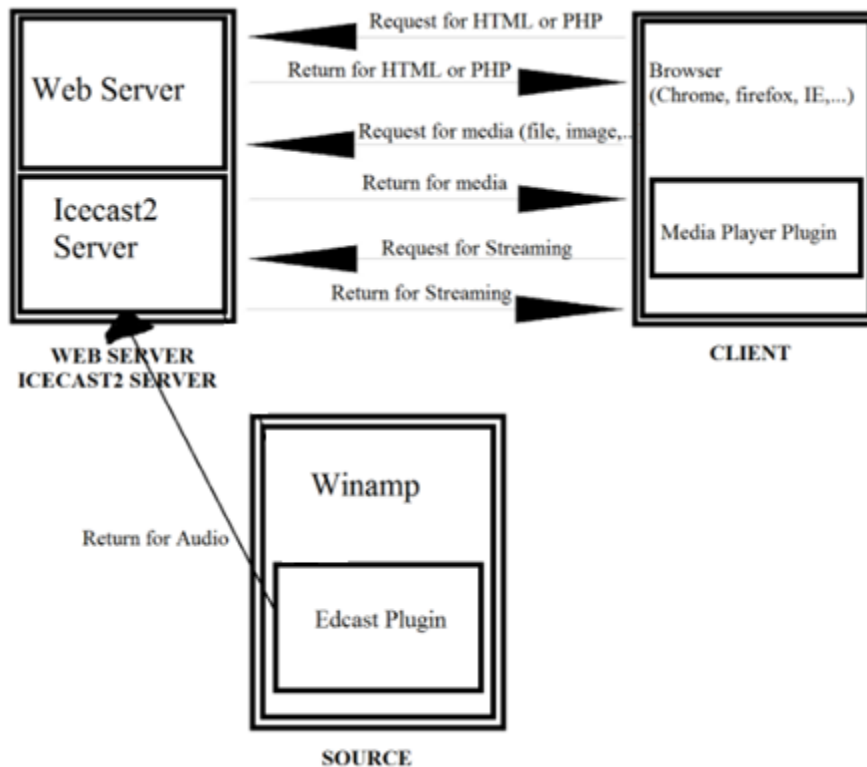 Request for HTML or PHP
Return for HTML or PHP
Request for media (file, image,..
Return for media
Request for Streaming
Return for Streaming
Web Server
Icecast2
Server
WEB SERVER
ICECAST2 SERVER
Browser
(Chrome, firefox, IE,...)
Media Player Plugin
CLIENT
Return for Audio
Winamp
Edcast Plugin
SOURCE